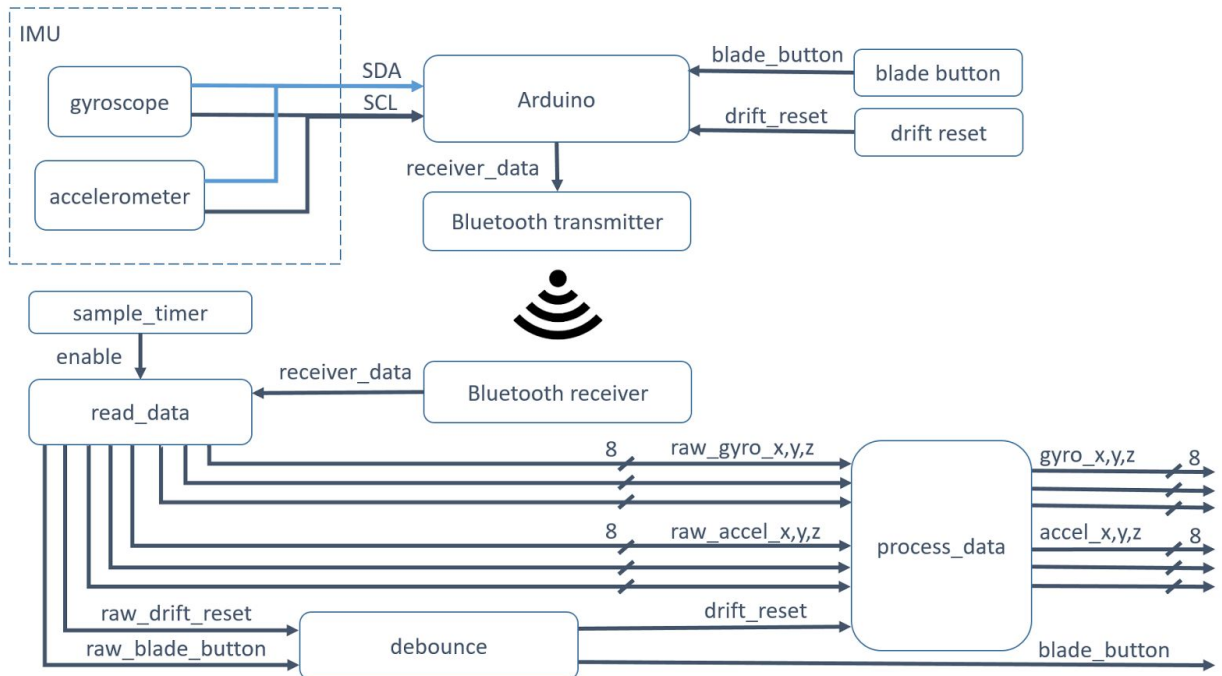 IMU
gyroscope
accelerometer
SDA
SCL
Arduino
blade_button
blade button
drift_reset
drift reset
receiver_data
Bluetooth transmitter
sample_timer
enable
receiver_data
Bluetooth receiver
read_data
8 raw_gyro_x,y,z
8 raw_accel_x,y,z
process_data
gyro_x,y,z 8
accel_x,y,z 8
raw_drift_reset
raw_blade_button
debounce
drift_reset
blade_button